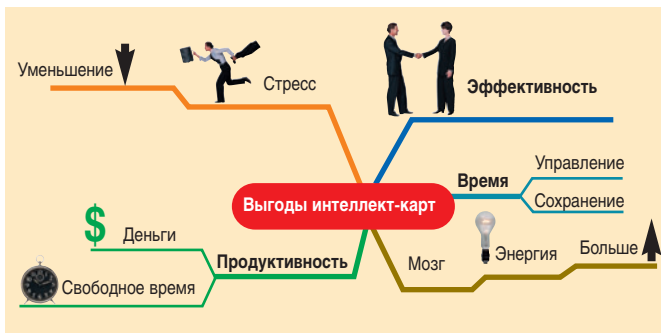 Уменьшение
Стресс
Эффективность
Время
Управление
Сохранение
Выгоды интеллект-карт
$
Деньги
Свободное время
Продуктивность
Мозг
Энергия
Больше